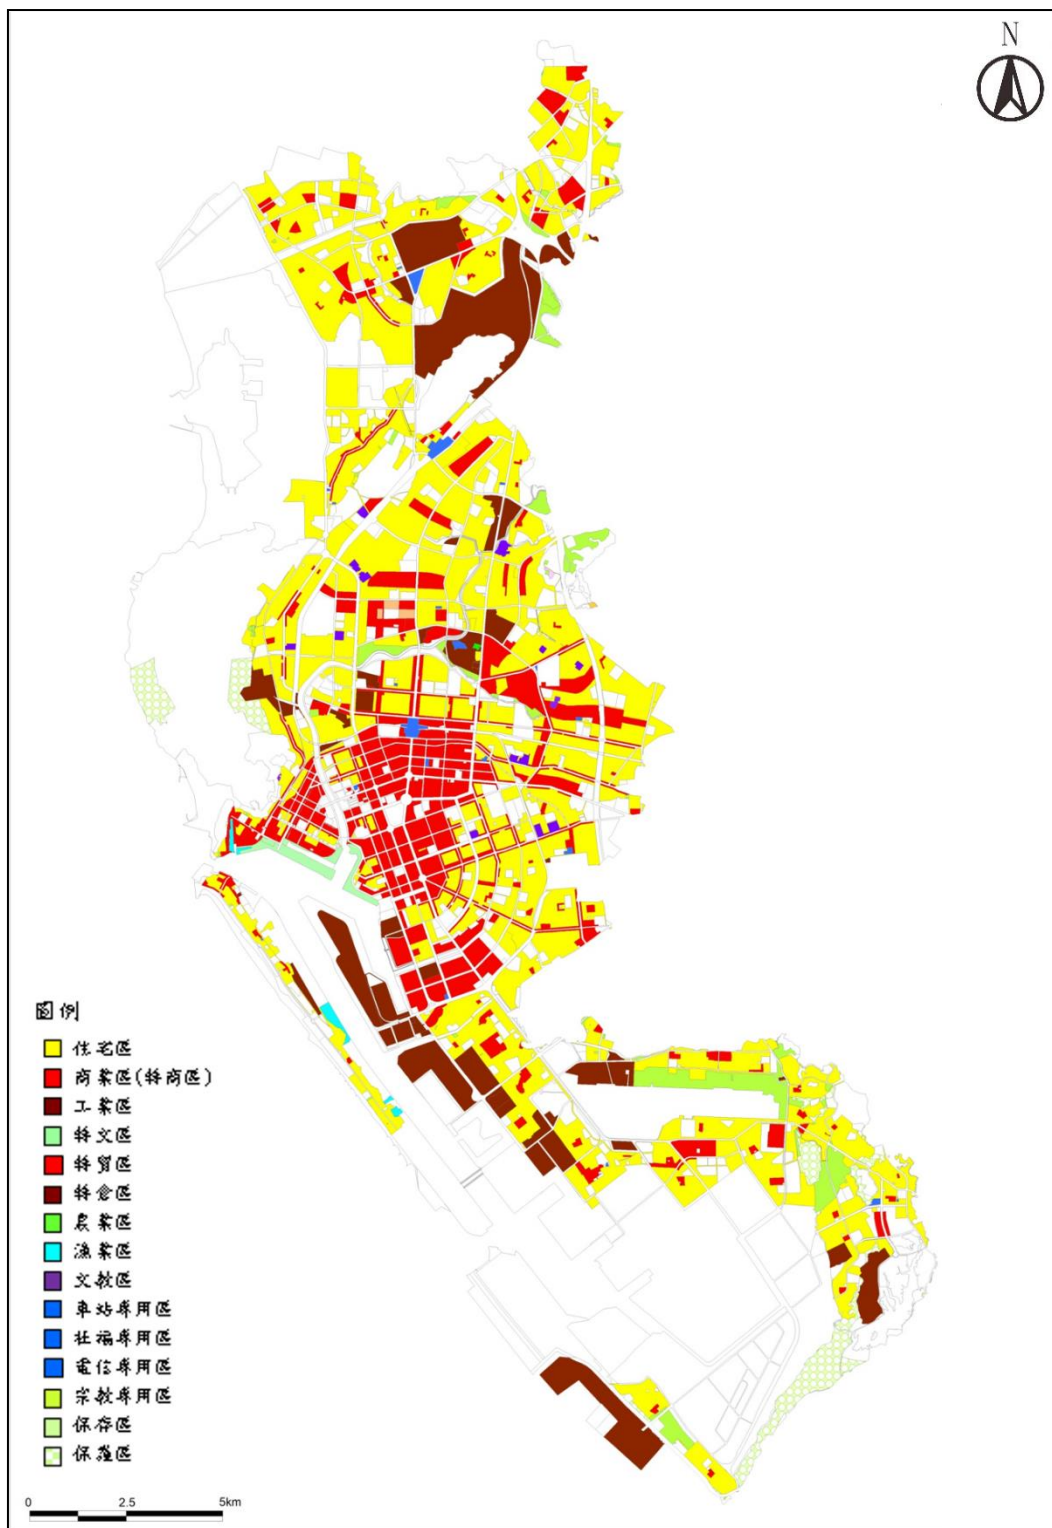 N
圖例
住宅區
商業區(特商區)
工業區
特文區
特貿區
特倉區
農業區
漁業區
文教區
車站專用區
社福專用區
電信專用區
宗教專用區
保存區
保護區
0 2.5 5km